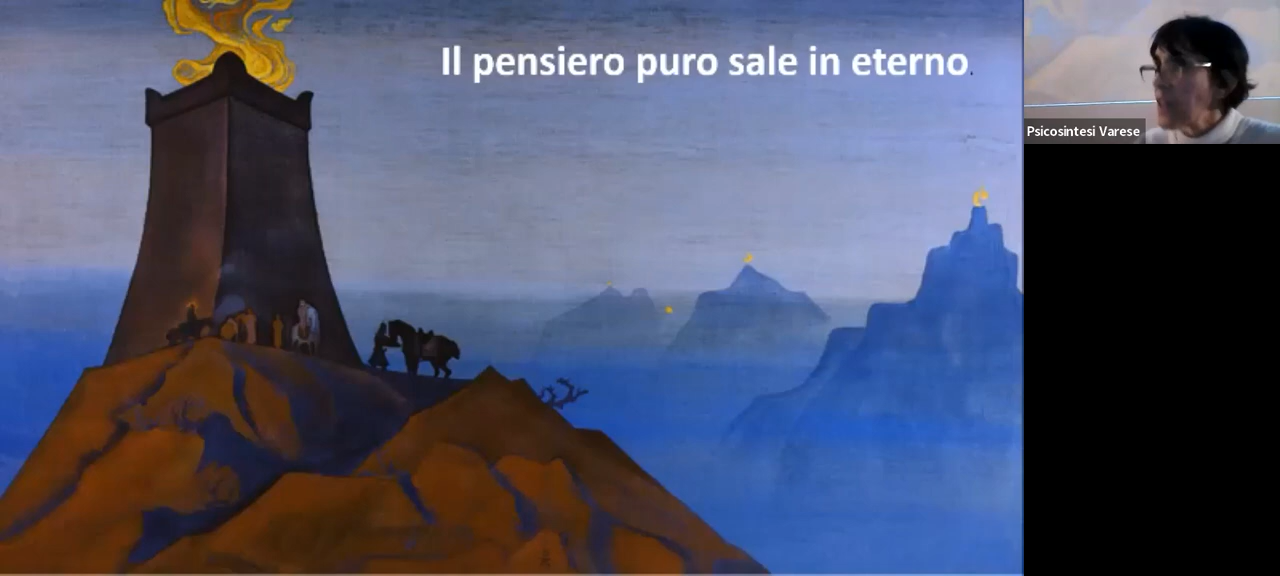 Il pensiero puro sale in eterno.
Psicosintesi Varese